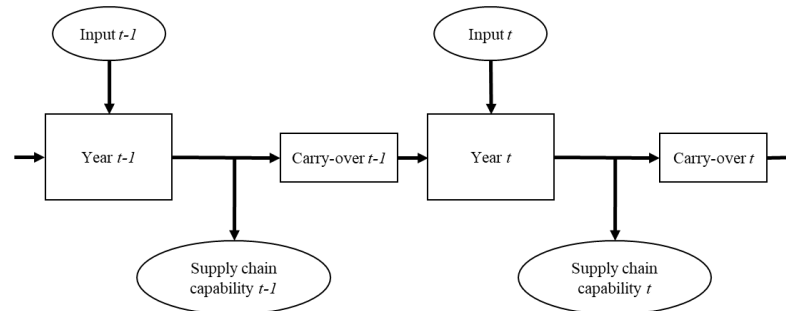 Input t-1
Input t
Year t-1
Carry-over t-1
Year t
Carry-over t
Supply chain
capability t-1
Supply chain
capability t